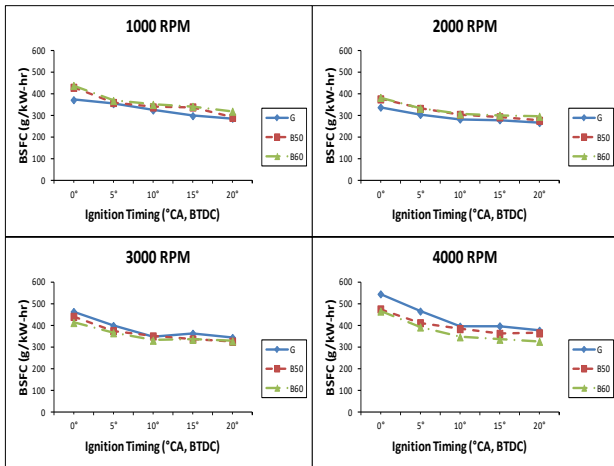 1000 RPM
BSFC (g/kW-hr)
600
500
400
300
200
100
0
0° 5° 10° 15° 20°
Ignition Timing (°CA, BTDC)
G
B50
B60
2000 RPM
BSFC (g/kW-hr)
600
500
400
300
200
100
0
0° 5° 10° 15° 20°
Ignition Timing (°CA, BTDC)
G
B50
B60
3000 RPM
BSFC (g/kW-hr)
600
500
400
300
200
100
0
0° 5° 10° 15° 20°
Ignition Timing (°CA, BTDC)
G
B50
B60
4000 RPM
BSFC (g/kW-hr)
600
500
400
300
200
100
0
0° 5° 10° 15° 20°
Ignition Timing (°CA, BTDC)
G
B50
B60